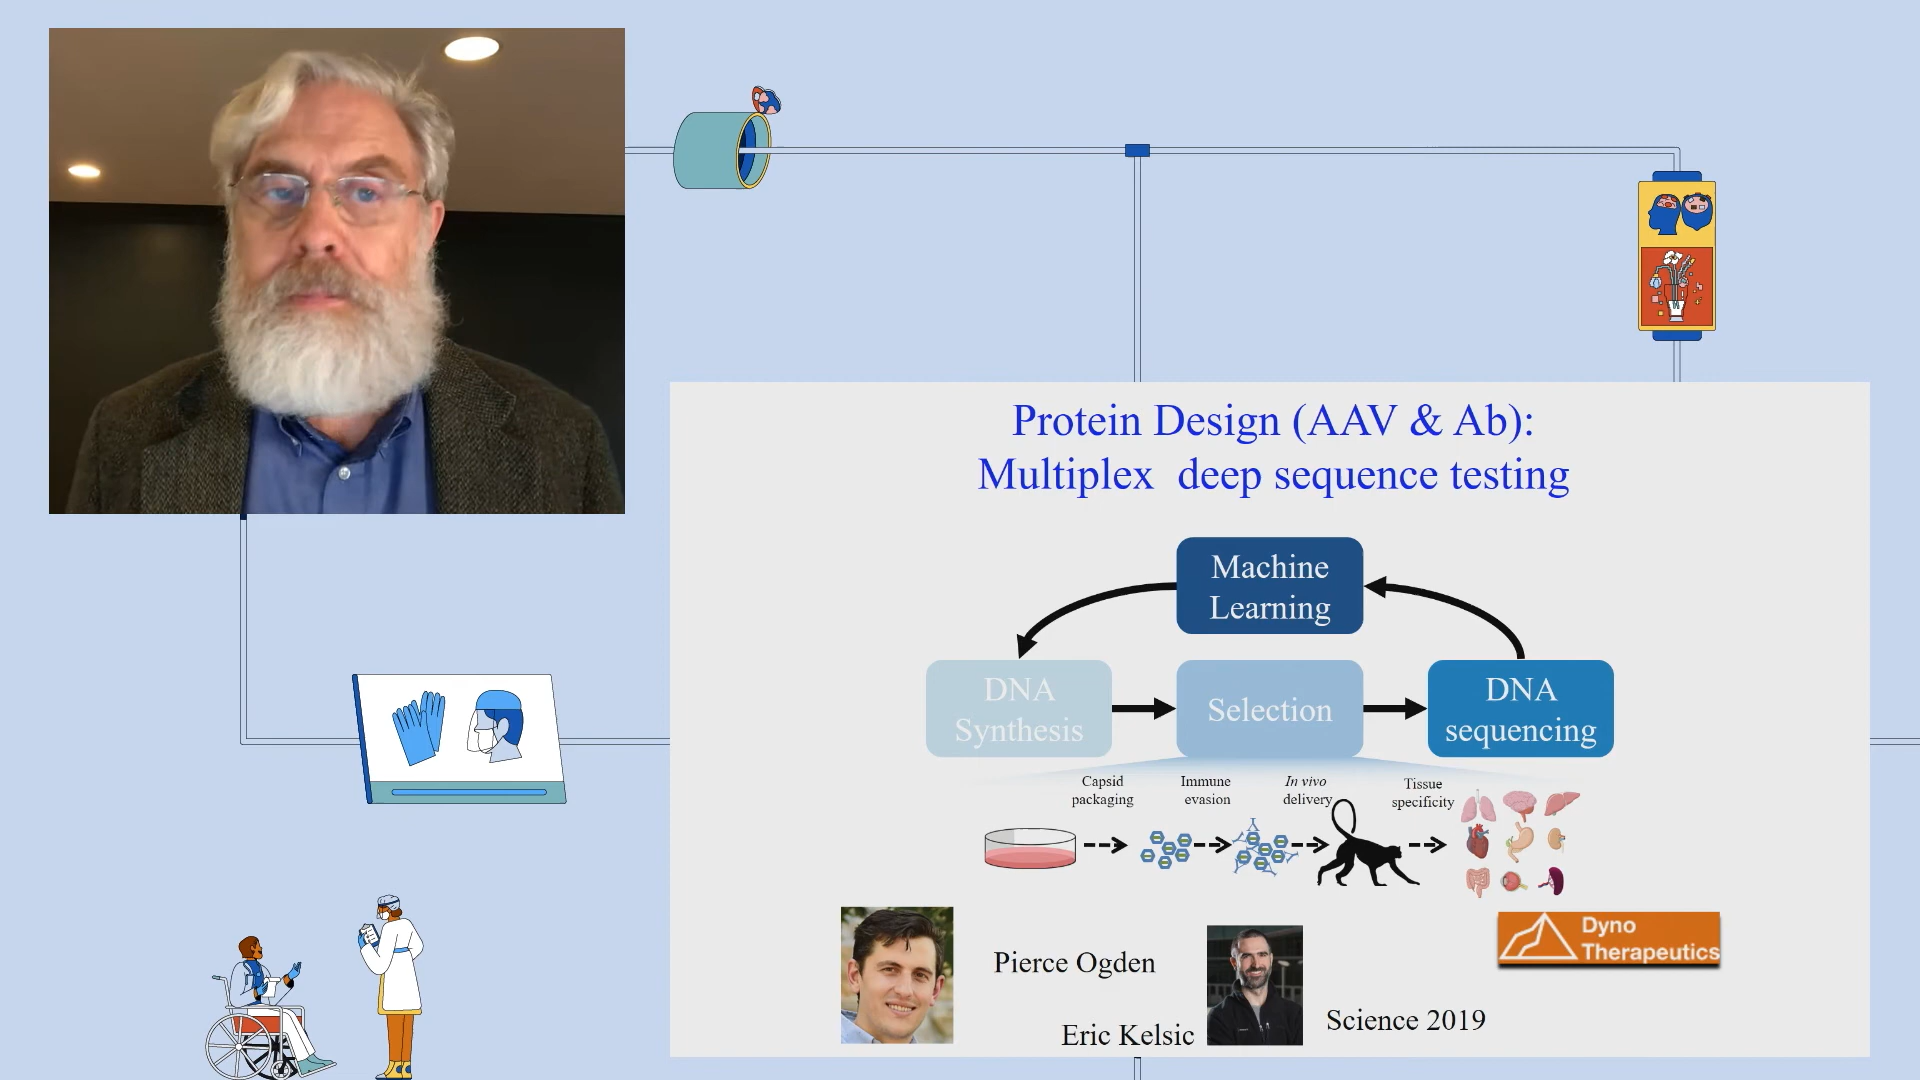 Protein Design (AAV & Ab):
Multiplex deep sequence testing
Machine
Learning
DNA
Synthesis
Selection
DNA
sequencing
Capsid
packaging
Immune
evasion
In vivo
delivery
Tissue
specificity
Pierce Ogden
Eric Kelsic
Science 2019
Dyno
Therapeutics